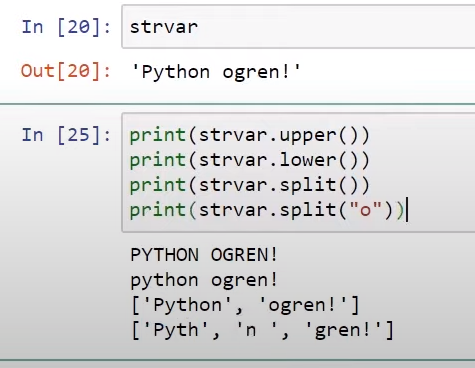 In [20]: strvar
Out[20]: 'Python ogren!'
In [25]: print(strvar.upper())
print(strvar.lower())
print(strvar.split())
print(strvar.split("o"))
PYTHON OGREN!
python ogren!
['Python', 'ogren!']
['Pyth', 'n ', 'gren!']